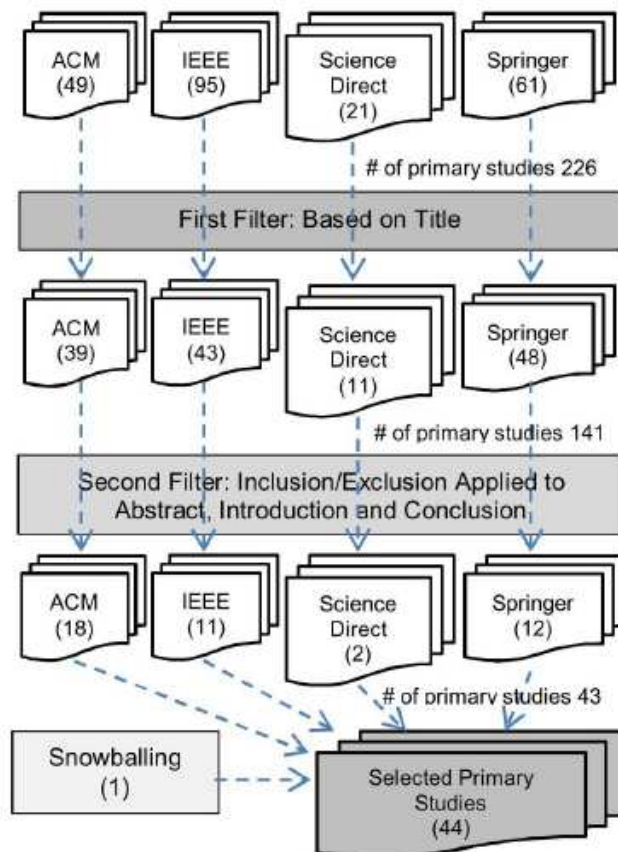 ACM
(49)
IEEE
(95)
Science
Direct
(21)
Springer
(61)
# of primary studies 226
First Filter: Based on Title
ACM
(39)
IEEE
(43)
Science
Direct
(11)
Springer
(48)
# of primary studies 141
Second Filter: Inclusion/Exclusion Applied to
Abstract, Introduction and Conclusion
ACM
(18)
IEEE
(11)
Science
Direct
(2)
Springer
(12)
# of primary studies 43
Snowballing
(1)
Selected Primary
Studies
(44)